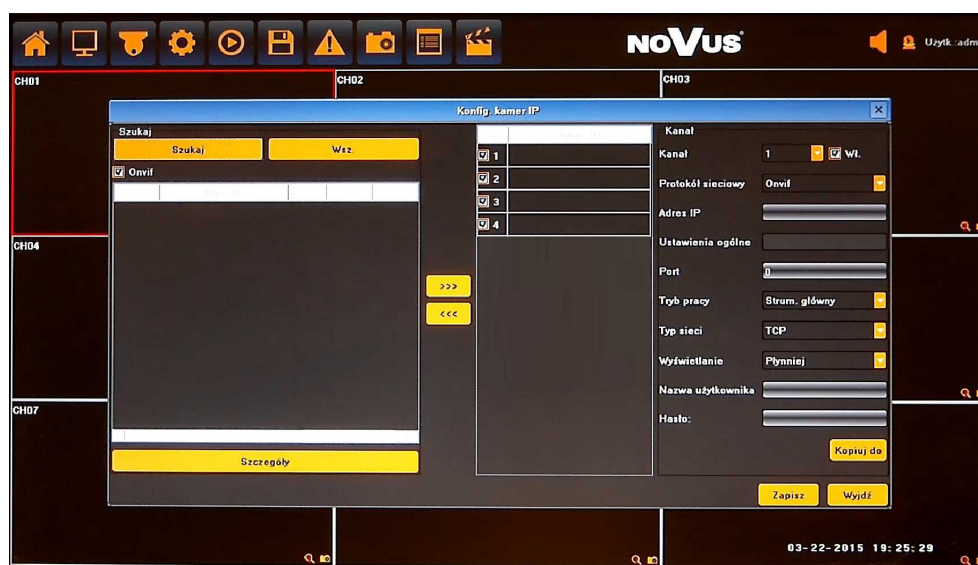 NOVUS
Użytk.:adm
CH01
CH02
CH03
Konfig. kamer IP
Szukaj
Szukaj
Wsz.
Onvif
1
2
3
4
>>>
<<<
Szczegóły
Kanał
Kanał
1
Wł.
Protokół sieciowy
Onvif
Adres IP
Ustawienia ogólne
Port
0
Tryb pracy
Strum. główny
Typ sieci
TCP
Wyświetlanie
Płynniej
Nazwa użytkownika
Hasło:
Kopiuj do
Zapisz
Wyjdź
CH04
CH07
03-22-2015 19:25:29